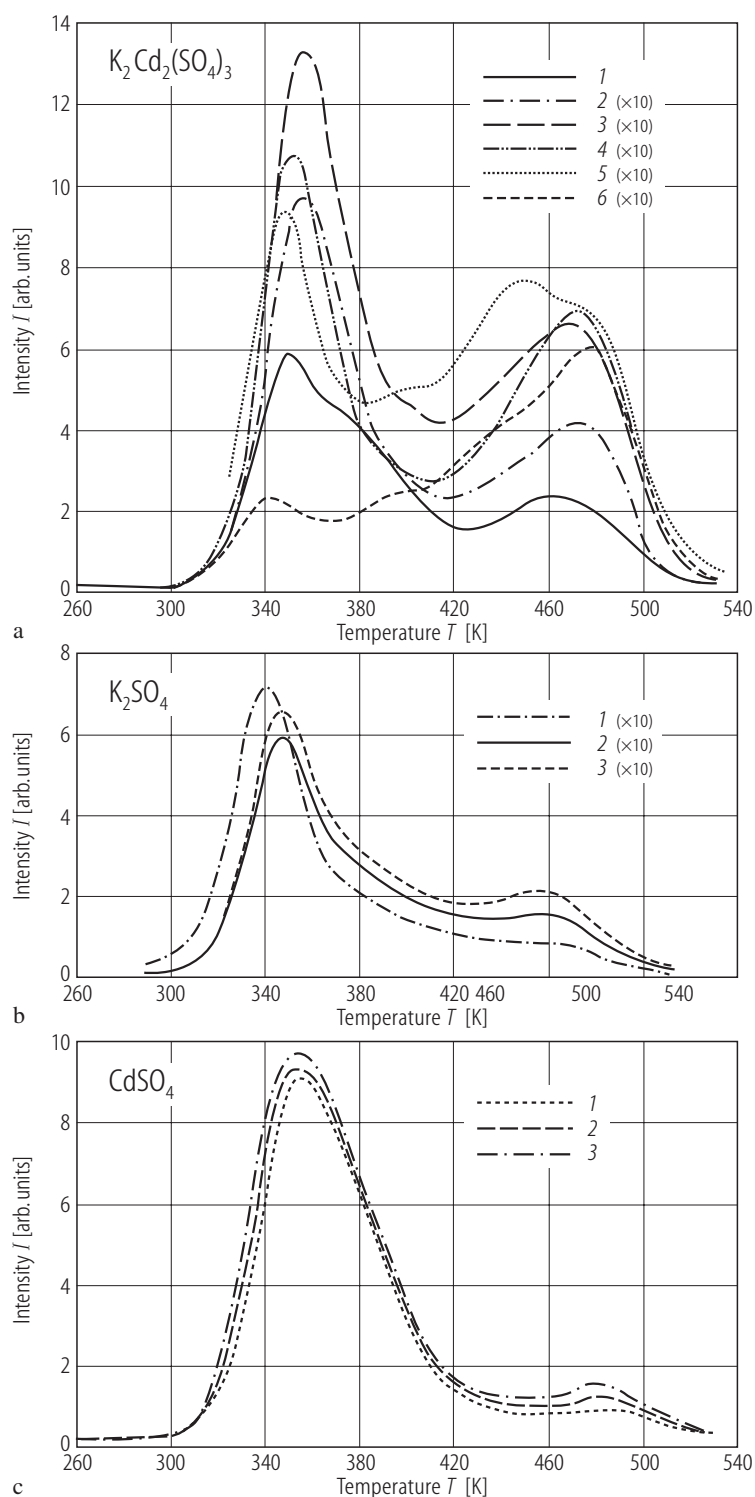 14
12
10
8
6
4
2
0
Intensity I [arb. units]
K₂Cd₂(SO₄)₃
1
2 (×10)
3 (×10)
4 (×10)
5 (×10)
6 (×10)
260 300 340 380 420 460 500 540
Temperature T [K]
a
8
6
4
2
0
Intensity I [arb. units]
K₂SO₄
1 (×10)
2 (×10)
3 (×10)
260 300 340 380 420 460 500 540
Temperature T [K]
b
10
8
6
4
2
0
Intensity I [arb. units]
CdSO₄
1
2
3
260 300 340 380 420 460 500 540
Temperature T [K]
c